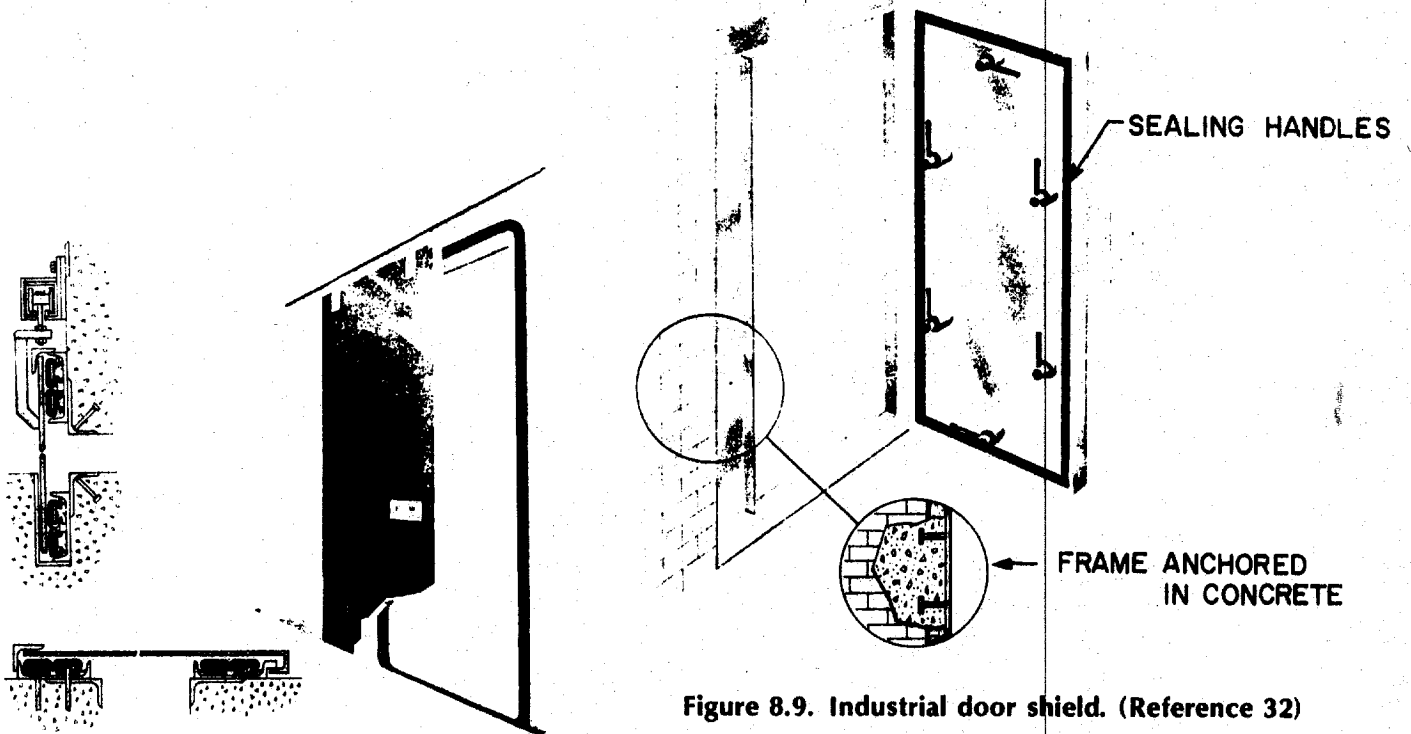 SEALING HANDLES
FRAME ANCHORED
IN CONCRETE
Figure 8.9. Industrial door shield. (Reference 32)